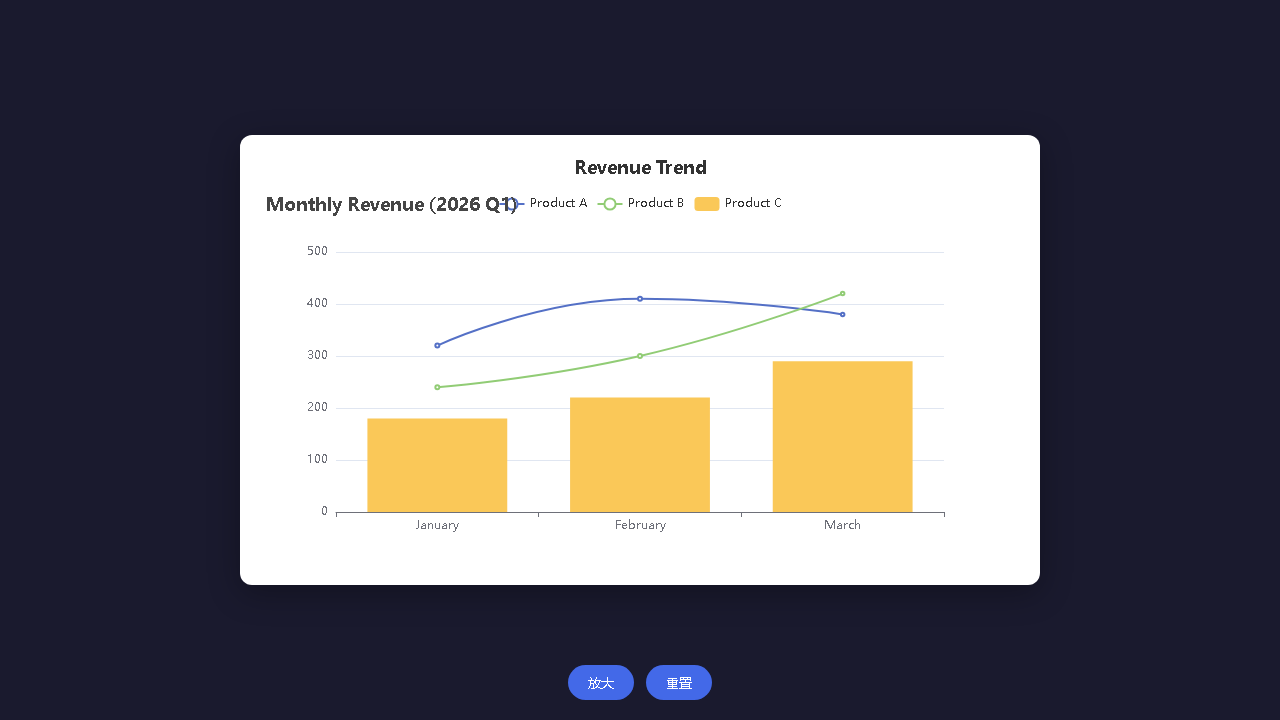 Revenue Trend
Monthly Revenue (2026 Q1) Product A Product B Product C
500
400
300
200
100
0
January February March
放大 重置